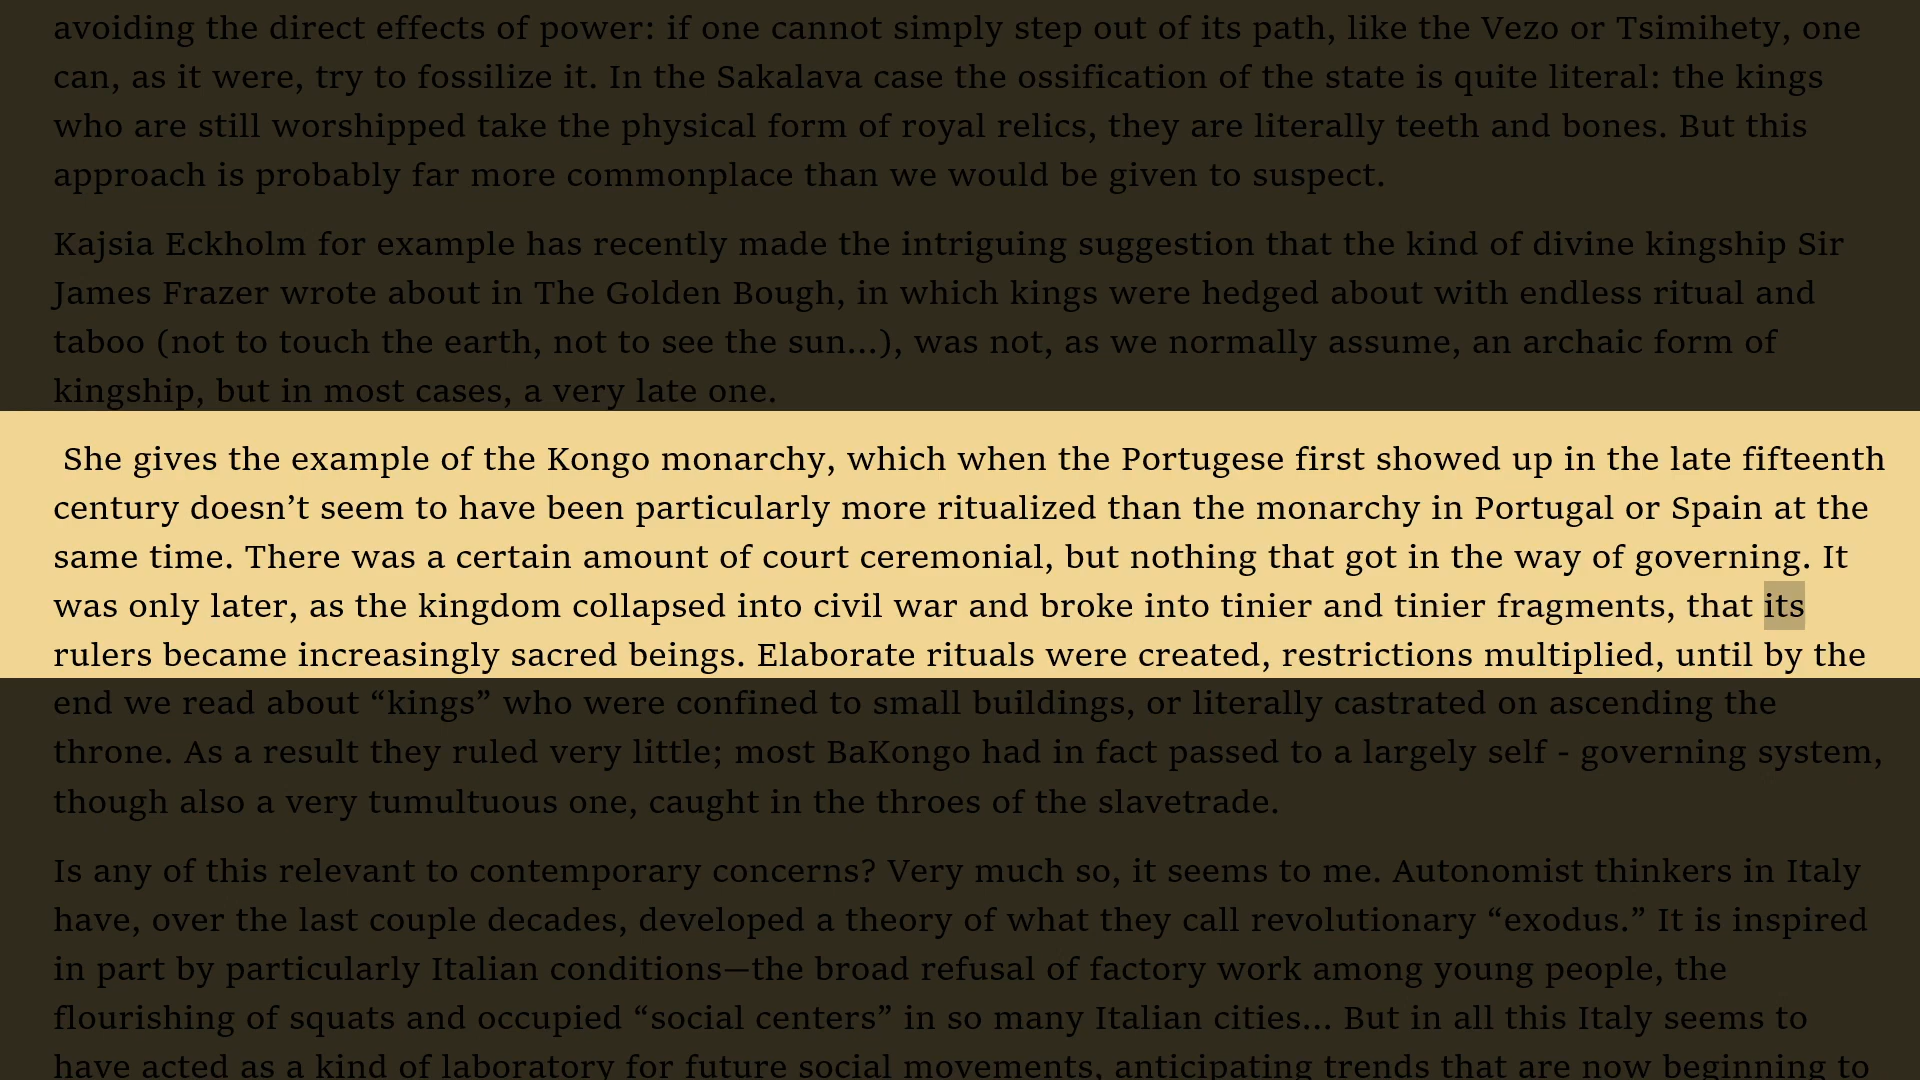 avoiding the direct effects of power: if one cannot simply step out of its path, like the Vezo or Tsimihety, one
can, as it were, try to fossilize it. In the Sakalava case the ossification of the state is quite literal: the kings
who are still worshipped take the physical form of royal relics, they are literally teeth and bones. But this
approach is probably far more commonplace than we would be given to suspect.
Kajsia Eckholm for example has recently made the intriguing suggestion that the kind of divine kingship Sir
James Frazer wrote about in The Golden Bough, in which kings were hedged about with endless ritual and
taboo (not to touch the earth, not to see the sun...), was not, as we normally assume, an archaic form of
kingship, but in most cases, a very late one.
She gives the example of the Kongo monarchy, which when the Portugese first showed up in the late fifteenth
century doesn’t seem to have been particularly more ritualized than the monarchy in Portugal or Spain at the
same time. There was a certain amount of court ceremonial, but nothing that got in the way of governing. It
was only later, as the kingdom collapsed into civil war and broke into tinier and tinier fragments, that its
rulers became increasingly sacred beings. Elaborate rituals were created, restrictions multiplied, until by the
end we read about “kings” who were confined to small buildings, or literally castrated on ascending the
throne. As a result they ruled very little; most BaKongo had in fact passed to a largely self - governing system,
though also a very tumultuous one, caught in the throes of the slavetrade.
Is any of this relevant to contemporary concerns? Very much so, it seems to me. Autonomist thinkers in Italy
have, over the last couple decades, developed a theory of what they call revolutionary “exodus.” It is inspired
in part by particularly Italian conditions—the broad refusal of factory work among young people, the
flourishing of squats and occupied “social centers” in so many Italian cities... But in all this Italy seems to
have acted as a kind of laboratory for future social movements, anticipating trends that are now beginning to